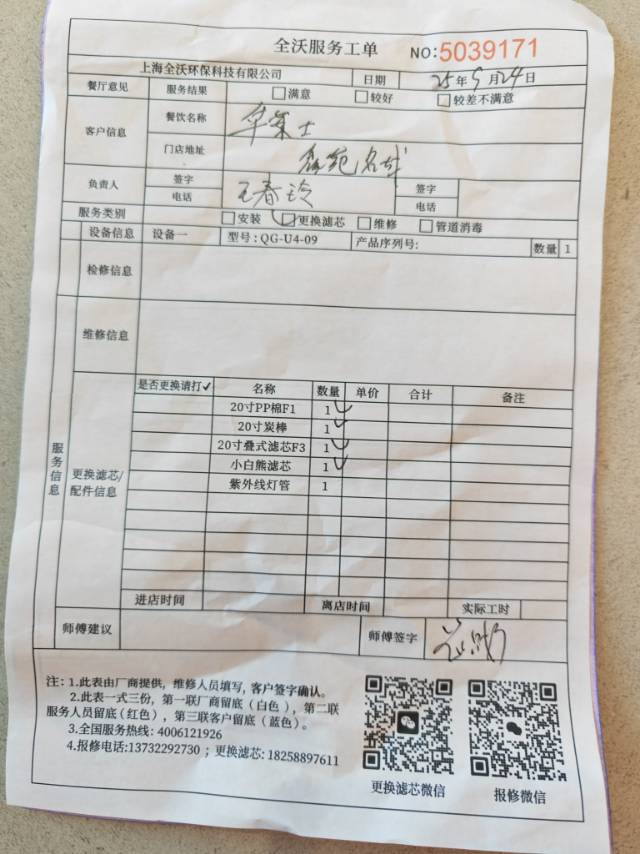 全沃服务工单 NO:5039171
上海全沃环保科技有限公司 日期 25年9月24日
餐厅意见 服务结果 □满意 □较好 □较差不满意
客户信息 餐饮名称 华莱士
门店地址 名城
负责人 签字 王春玲 签字
电话 电话
服务类别 □安装 □更换滤芯 □维修 □管道消毒
设备信息 设备一 型号:QG-U4-09 产品序列号: 数量 1
检修信息
维修信息
服务信息
更换滤芯/配件信息
是否更换请打✓ 名称 数量 单价 合计 备注
20寸PP棉F1 1 ✓
20寸炭棒 1 ✓
20寸叠式滤芯F3 1 ✓
小白熊滤芯 1 ✓
紫外线灯管 1
进店时间 离店时间 实际工时
师傅建议 师傅签字
注：1.此表由厂商提供，维修人员填写，客户签字确认。
2.此表一式三份，第一联厂商留底（白色），第二联
服务人员留底（红色），第三联客户留底（蓝色）。
3.全国服务热线: 4006121926
4.报修电话:13732292730；更换滤芯: 18258897611
更换滤芯微信 报修微信